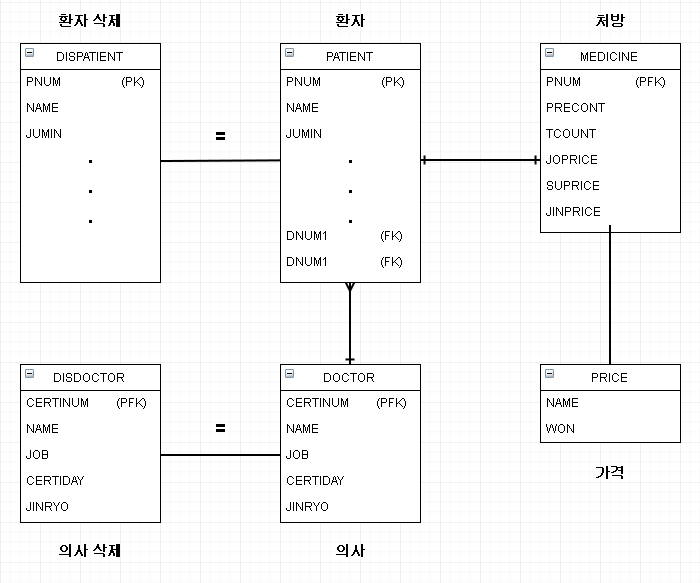 환자 삭제
환자
처방
DISPATIENT
PNUM (PK)
NAME
JUMIN
=
PATIENT
PNUM (PK)
NAME
JUMIN
DNUM1 (FK)
DNUM1 (FK)
MEDICINE
PNUM (PFK)
PRECONT
TCOUNT
JOPRICE
SUPRICE
JINPRICE
DISDOCTOR
CERTINUM (PFK)
NAME
JOB
CERTIDAY
JINRYO
=
DOCTOR
CERTINUM (PFK)
NAME
JOB
CERTIDAY
JINRYO
PRICE
NAME
WON
가격
의사 삭제
의사